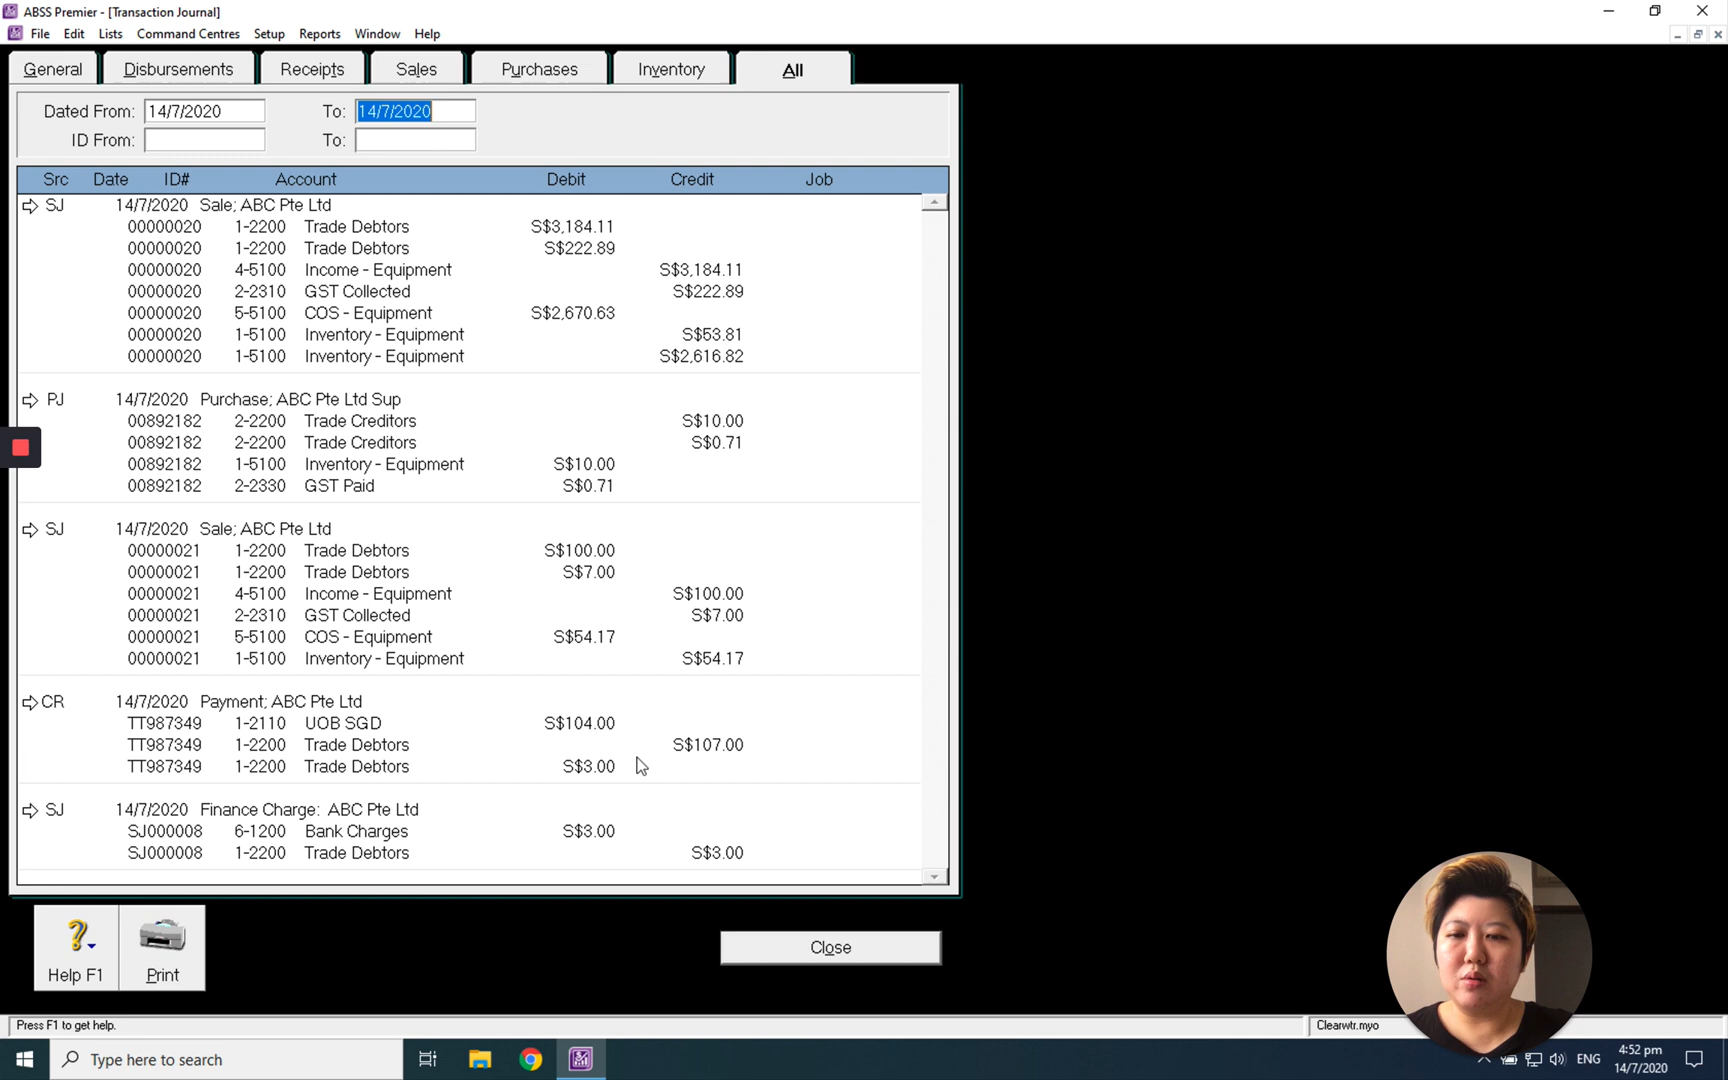 ABSS Premier - [Transaction Journal]
File Edit Lists Command Centres Setup Reports Window Help
General Disbursements Receipts Sales Purchases Inventory All
Dated From: 14/7/2020 To: 14/7/2020
ID From: To:
Src Date ID# Account Debit Credit Job
SJ 14/7/2020 Sale; ABC Pte Ltd
00000020 1-2200 Trade Debtors S$3,184.11
00000020 1-2200 Trade Debtors S$222.89
00000020 4-5100 Income - Equipment S$3,184.11
00000020 2-2310 GST Collected S$222.89
00000020 5-5100 COS - Equipment S$2,670.63
00000020 1-5100 Inventory - Equipment S$53.81
00000020 1-5100 Inventory - Equipment S$2,616.82
PJ 14/7/2020 Purchase; ABC Pte Ltd Sup
00892182 2-2200 Trade Creditors S$10.00
00892182 2-2200 Trade Creditors S$0.71
00892182 1-5100 Inventory - Equipment S$10.00
00892182 2-2330 GST Paid S$0.71
SJ 14/7/2020 Sale; ABC Pte Ltd
00000021 1-2200 Trade Debtors S$100.00
00000021 1-2200 Trade Debtors S$7.00
00000021 4-5100 Income - Equipment S$100.00
00000021 2-2310 GST Collected S$7.00
00000021 5-5100 COS - Equipment S$54.17
00000021 1-5100 Inventory - Equipment S$54.17
CR 14/7/2020 Payment; ABC Pte Ltd
TT987349 1-2110 UOB SGD S$104.00
TT987349 1-2200 Trade Debtors S$107.00
TT987349 1-2200 Trade Debtors S$3.00
SJ 14/7/2020 Finance Charge: ABC Pte Ltd
SJ000008 6-1200 Bank Charges S$3.00
SJ000008 1-2200 Trade Debtors S$3.00
Help F1 Print Close
Press F1 to get help. Clearwtr.myo
Type here to search ENG 4:52 pm
14/7/2020